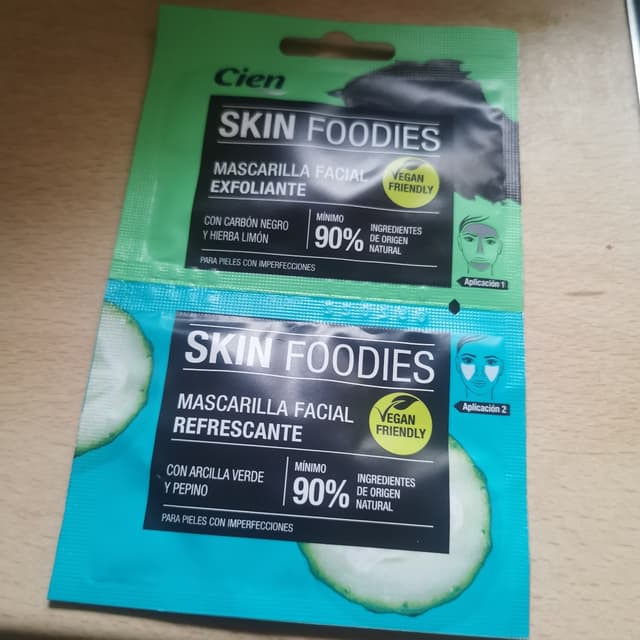 Cien
SKIN FOODIES
MASCARILLA FACIAL
EXFOLIANTE
VEGAN
FRIENDLY
CON CARBÓN NEGRO
Y HIERBA LIMÓN
MÍNIMO
90%
INGREDIENTES
DE ORIGEN
NATURAL
PARA PIELES CON IMPERFECCIONES
Aplicación 1
SKIN FOODIES
MASCARILLA FACIAL
REFRESCANTE
VEGAN
FRIENDLY
Aplicación 2
CON ARCILLA VERDE
Y PEPINO
MÍNIMO
90%
INGREDIENTES
DE ORIGEN
NATURAL
PARA PIELES CON IMPERFECCIONES